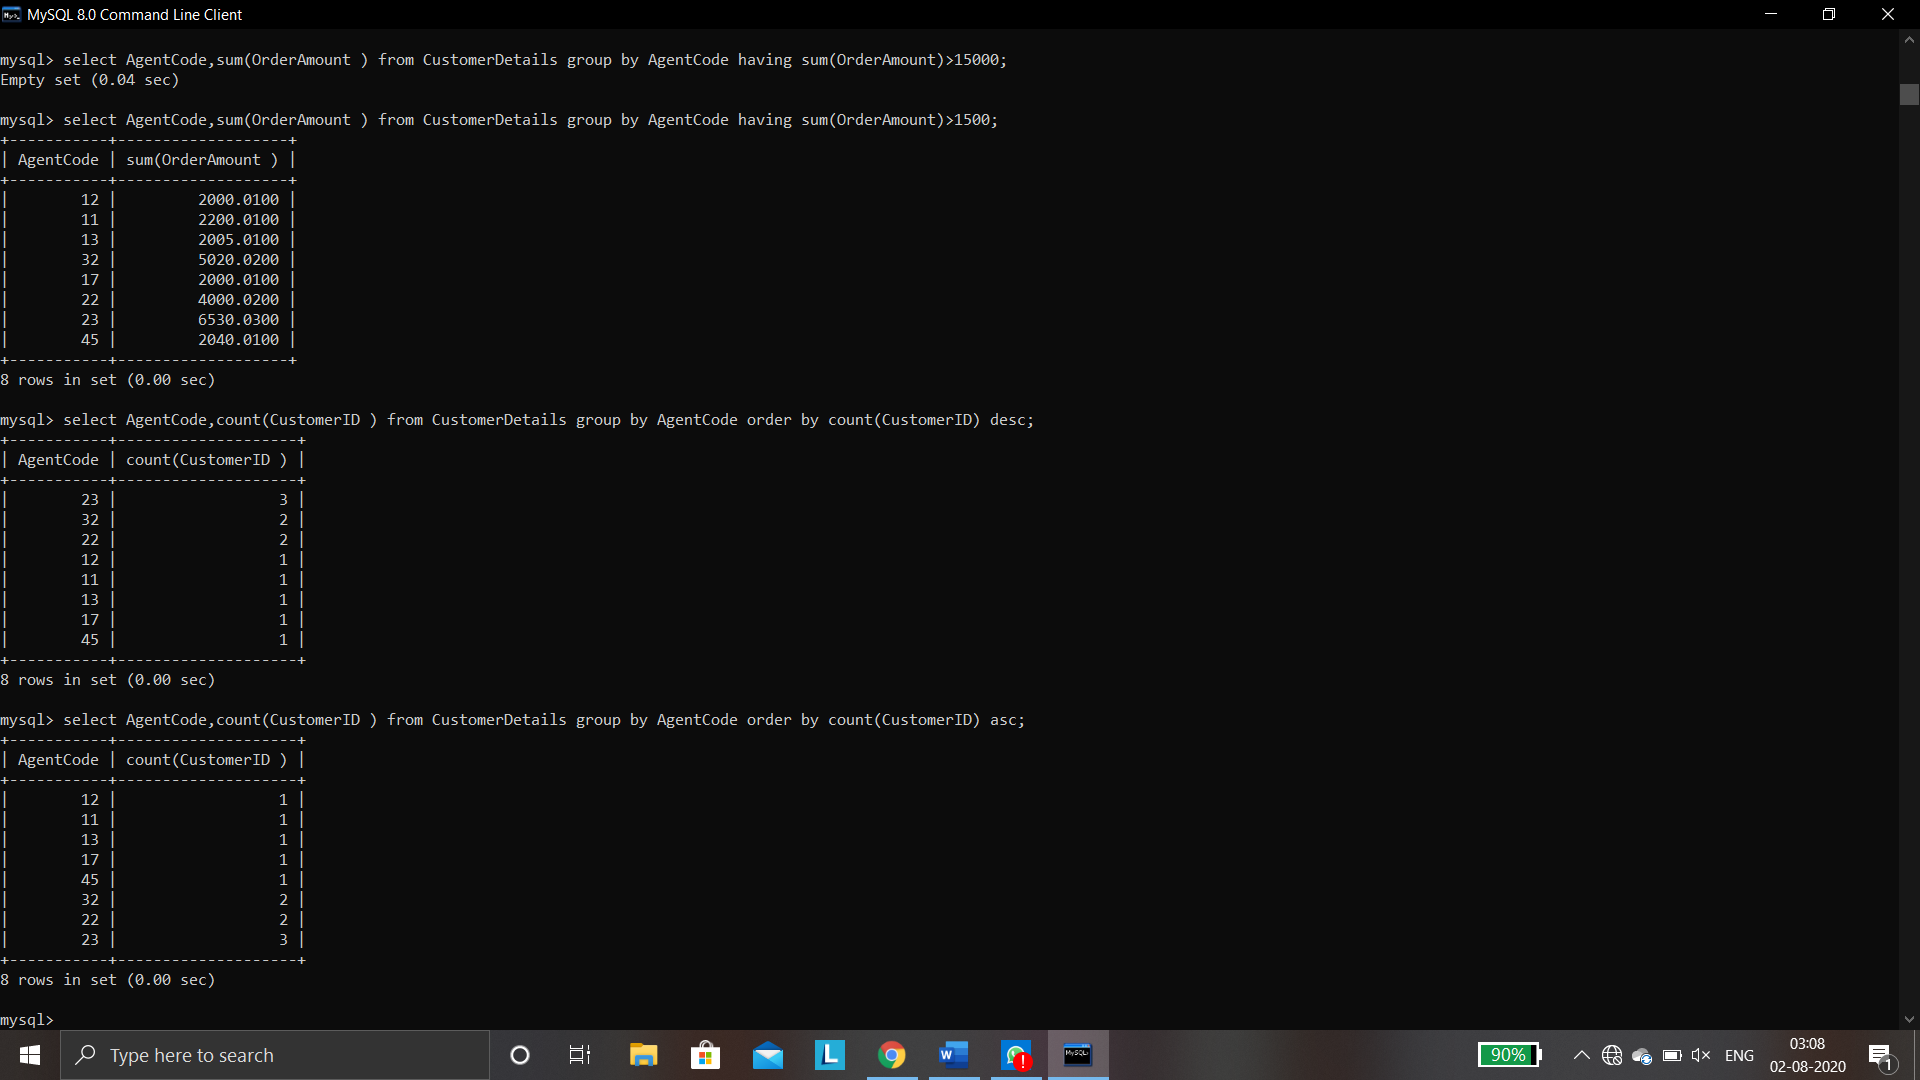 MySQL 8.0 Command Line Client
mysql> select AgentCode,sum(OrderAmount ) from CustomerDetails group by AgentCode having sum(OrderAmount)>15000;
Empty set (0.04 sec)
mysql> select AgentCode,sum(OrderAmount ) from CustomerDetails group by AgentCode having sum(OrderAmount)>1500;
+-----------+-------------------+
| AgentCode | sum(OrderAmount ) |
+-----------+-------------------+
|        12 |         2000.0100 |
|        11 |         2200.0100 |
|        13 |         2005.0100 |
|        32 |         5020.0200 |
|        17 |         2000.0100 |
|        22 |         4000.0200 |
|        23 |         6530.0300 |
|        45 |         2040.0100 |
+-----------+-------------------+
8 rows in set (0.00 sec)
mysql> select AgentCode,count(CustomerID ) from CustomerDetails group by AgentCode order by count(CustomerID) desc;
+-----------+--------------------+
| AgentCode | count(CustomerID ) |
+-----------+--------------------+
|        23 |                  3 |
|        32 |                  2 |
|        22 |                  2 |
|        12 |                  1 |
|        11 |                  1 |
|        13 |                  1 |
|        17 |                  1 |
|        45 |                  1 |
+-----------+--------------------+
8 rows in set (0.00 sec)
mysql> select AgentCode,count(CustomerID ) from CustomerDetails group by AgentCode order by count(CustomerID) asc;
+-----------+--------------------+
| AgentCode | count(CustomerID ) |
+-----------+--------------------+
|        12 |                  1 |
|        11 |                  1 |
|        13 |                  1 |
|        17 |                  1 |
|        45 |                  1 |
|        32 |                  2 |
|        22 |                  2 |
|        23 |                  3 |
+-----------+--------------------+
8 rows in set (0.00 sec)
mysql>
Type here to search
L
W
MySQL
90%
ENG
03:08
02-08-2020
1